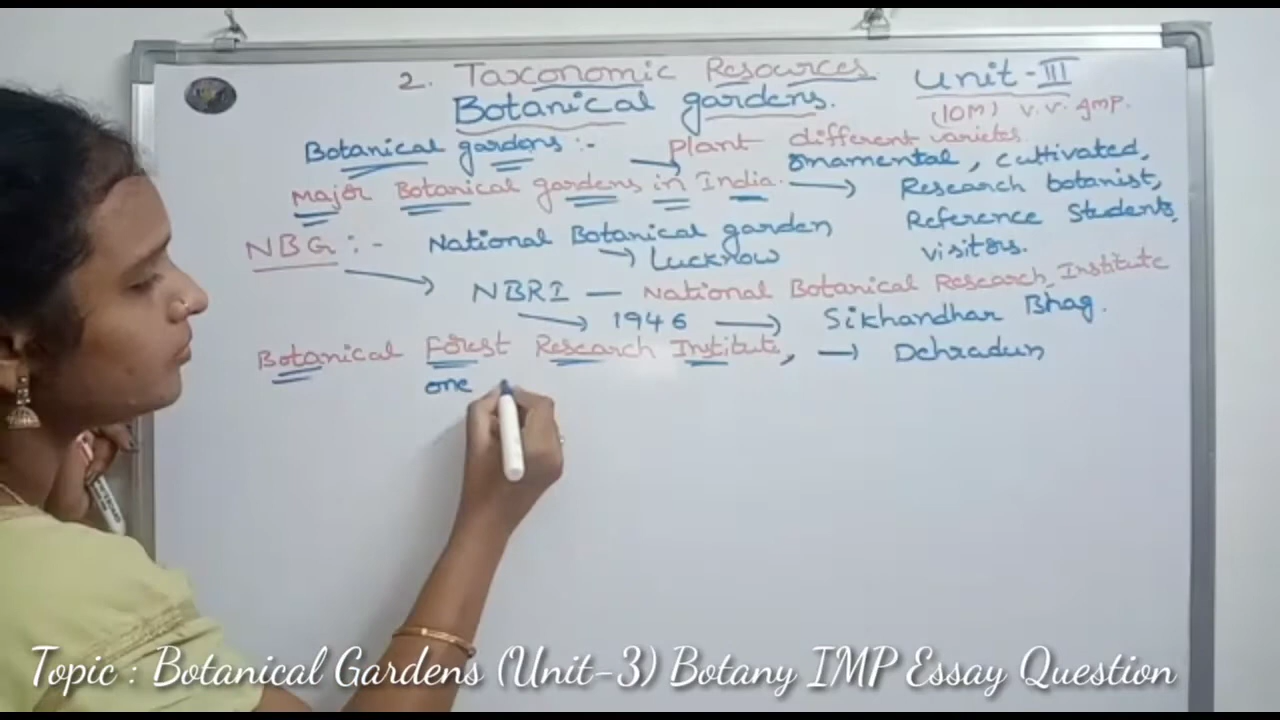 2. Taxonomic Resources Unit-III
Botanical gardens. (10M) V.V. Imp.
Botanical gardens :- → Plant different varietes.
ornamental, cultivated.
Major Botanical gardens in India. → Research botanist,
Reference Students,
visitors.
NBG :- National Botanical garden
→ Lucknow
→ NBRI — National Botanical Research Institute
→ 1946 → Sikhandhar Bhag.
Botanical Forest Research Institute, → Dehradun
one
Topic : Botanical Gardens (Unit-3) Botany IMP Essay Question